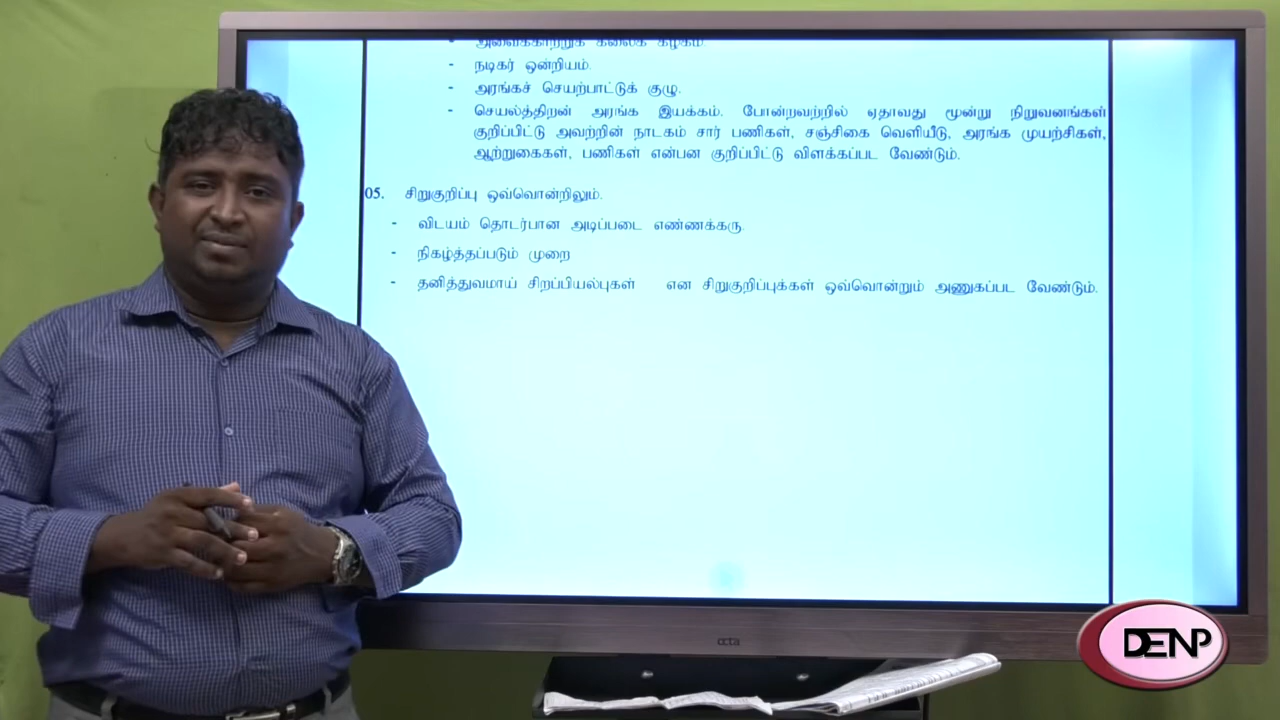 - கழகம்.
- நடிகர் ஒன்றியம்.
- அரங்கச் செயற்பாட்டுக் குழு.
- செயல்த்திறன் அரங்க இயக்கம். போன்றவற்றில் ஏதாவது மூன்று நிறுவனங்கள்
குறிப்பிட்டு அவற்றின் நாடகம் சார் பணிகள், சஞ்சிகை வெளியீடு, அரங்க முயற்சிகள்,
ஆற்றுகைகள், பணிகள் என்பன குறிப்பிட்டு விளக்கப்பட வேண்டும்.
05. சிறுகுறிப்பு ஒவ்வொன்றிலும்.
- விடயம் தொடர்பான அடிப்படை எண்ணக்கரு.
- நிகழ்த்தப்படும் முறை
- தனித்துவமாய் சிறப்பியல்புகள் என சிறுகுறிப்புக்கள் ஒவ்வொன்றும் அணுகப்பட வேண்டும்.
DENP